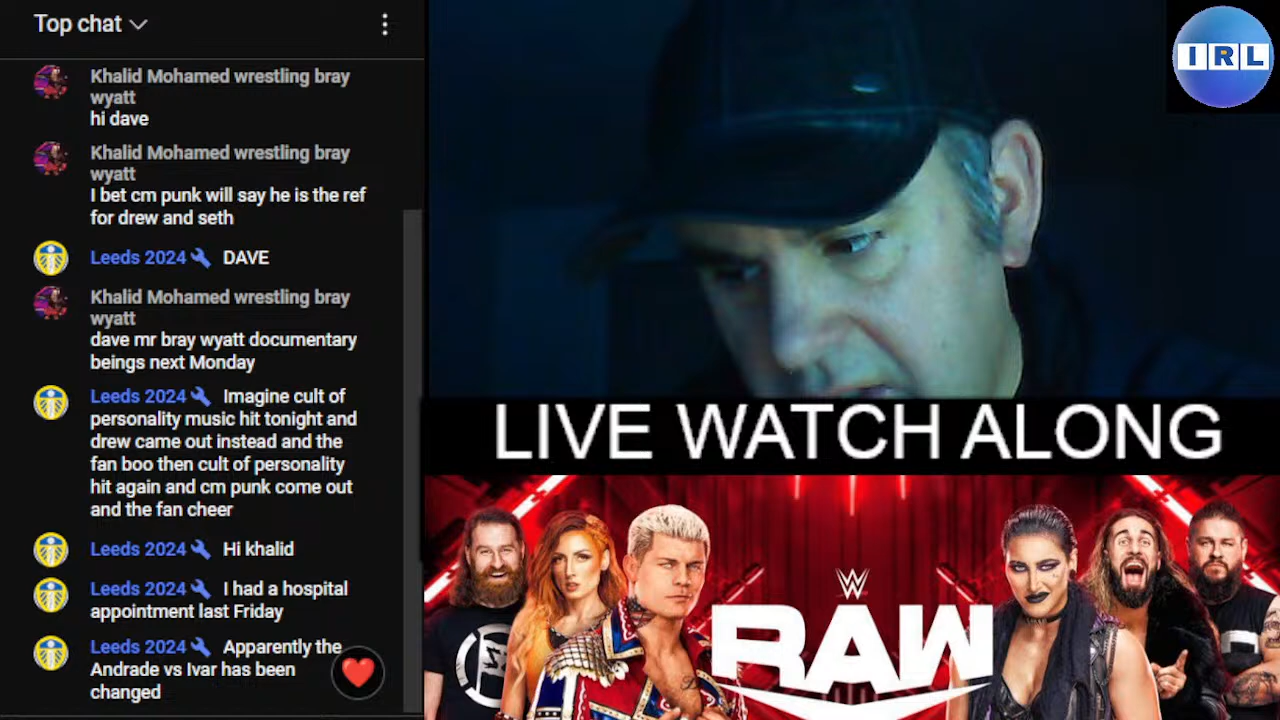 Top chat
Khalid Mohamed wrestling bray
wyatt
hi dave
Khalid Mohamed wrestling bray
wyatt
I bet cm punk will say he is the ref
for drew and seth
Leeds 2024 DAVE
Khalid Mohamed wrestling bray
wyatt
dave mr bray wyatt documentary
beings next Monday
Leeds 2024 Imagine cult of
personality music hit tonight and
drew came out instead and the
fan boo then cult of personality
hit again and cm punk come out
and the fan cheer
Leeds 2024 Hi khalid
Leeds 2024 I had a hospital
appointment last Friday
Leeds 2024 Apparently the
Andrade vs Ivar has been
changed
IRL
LIVE WATCH ALONG
W
RAW